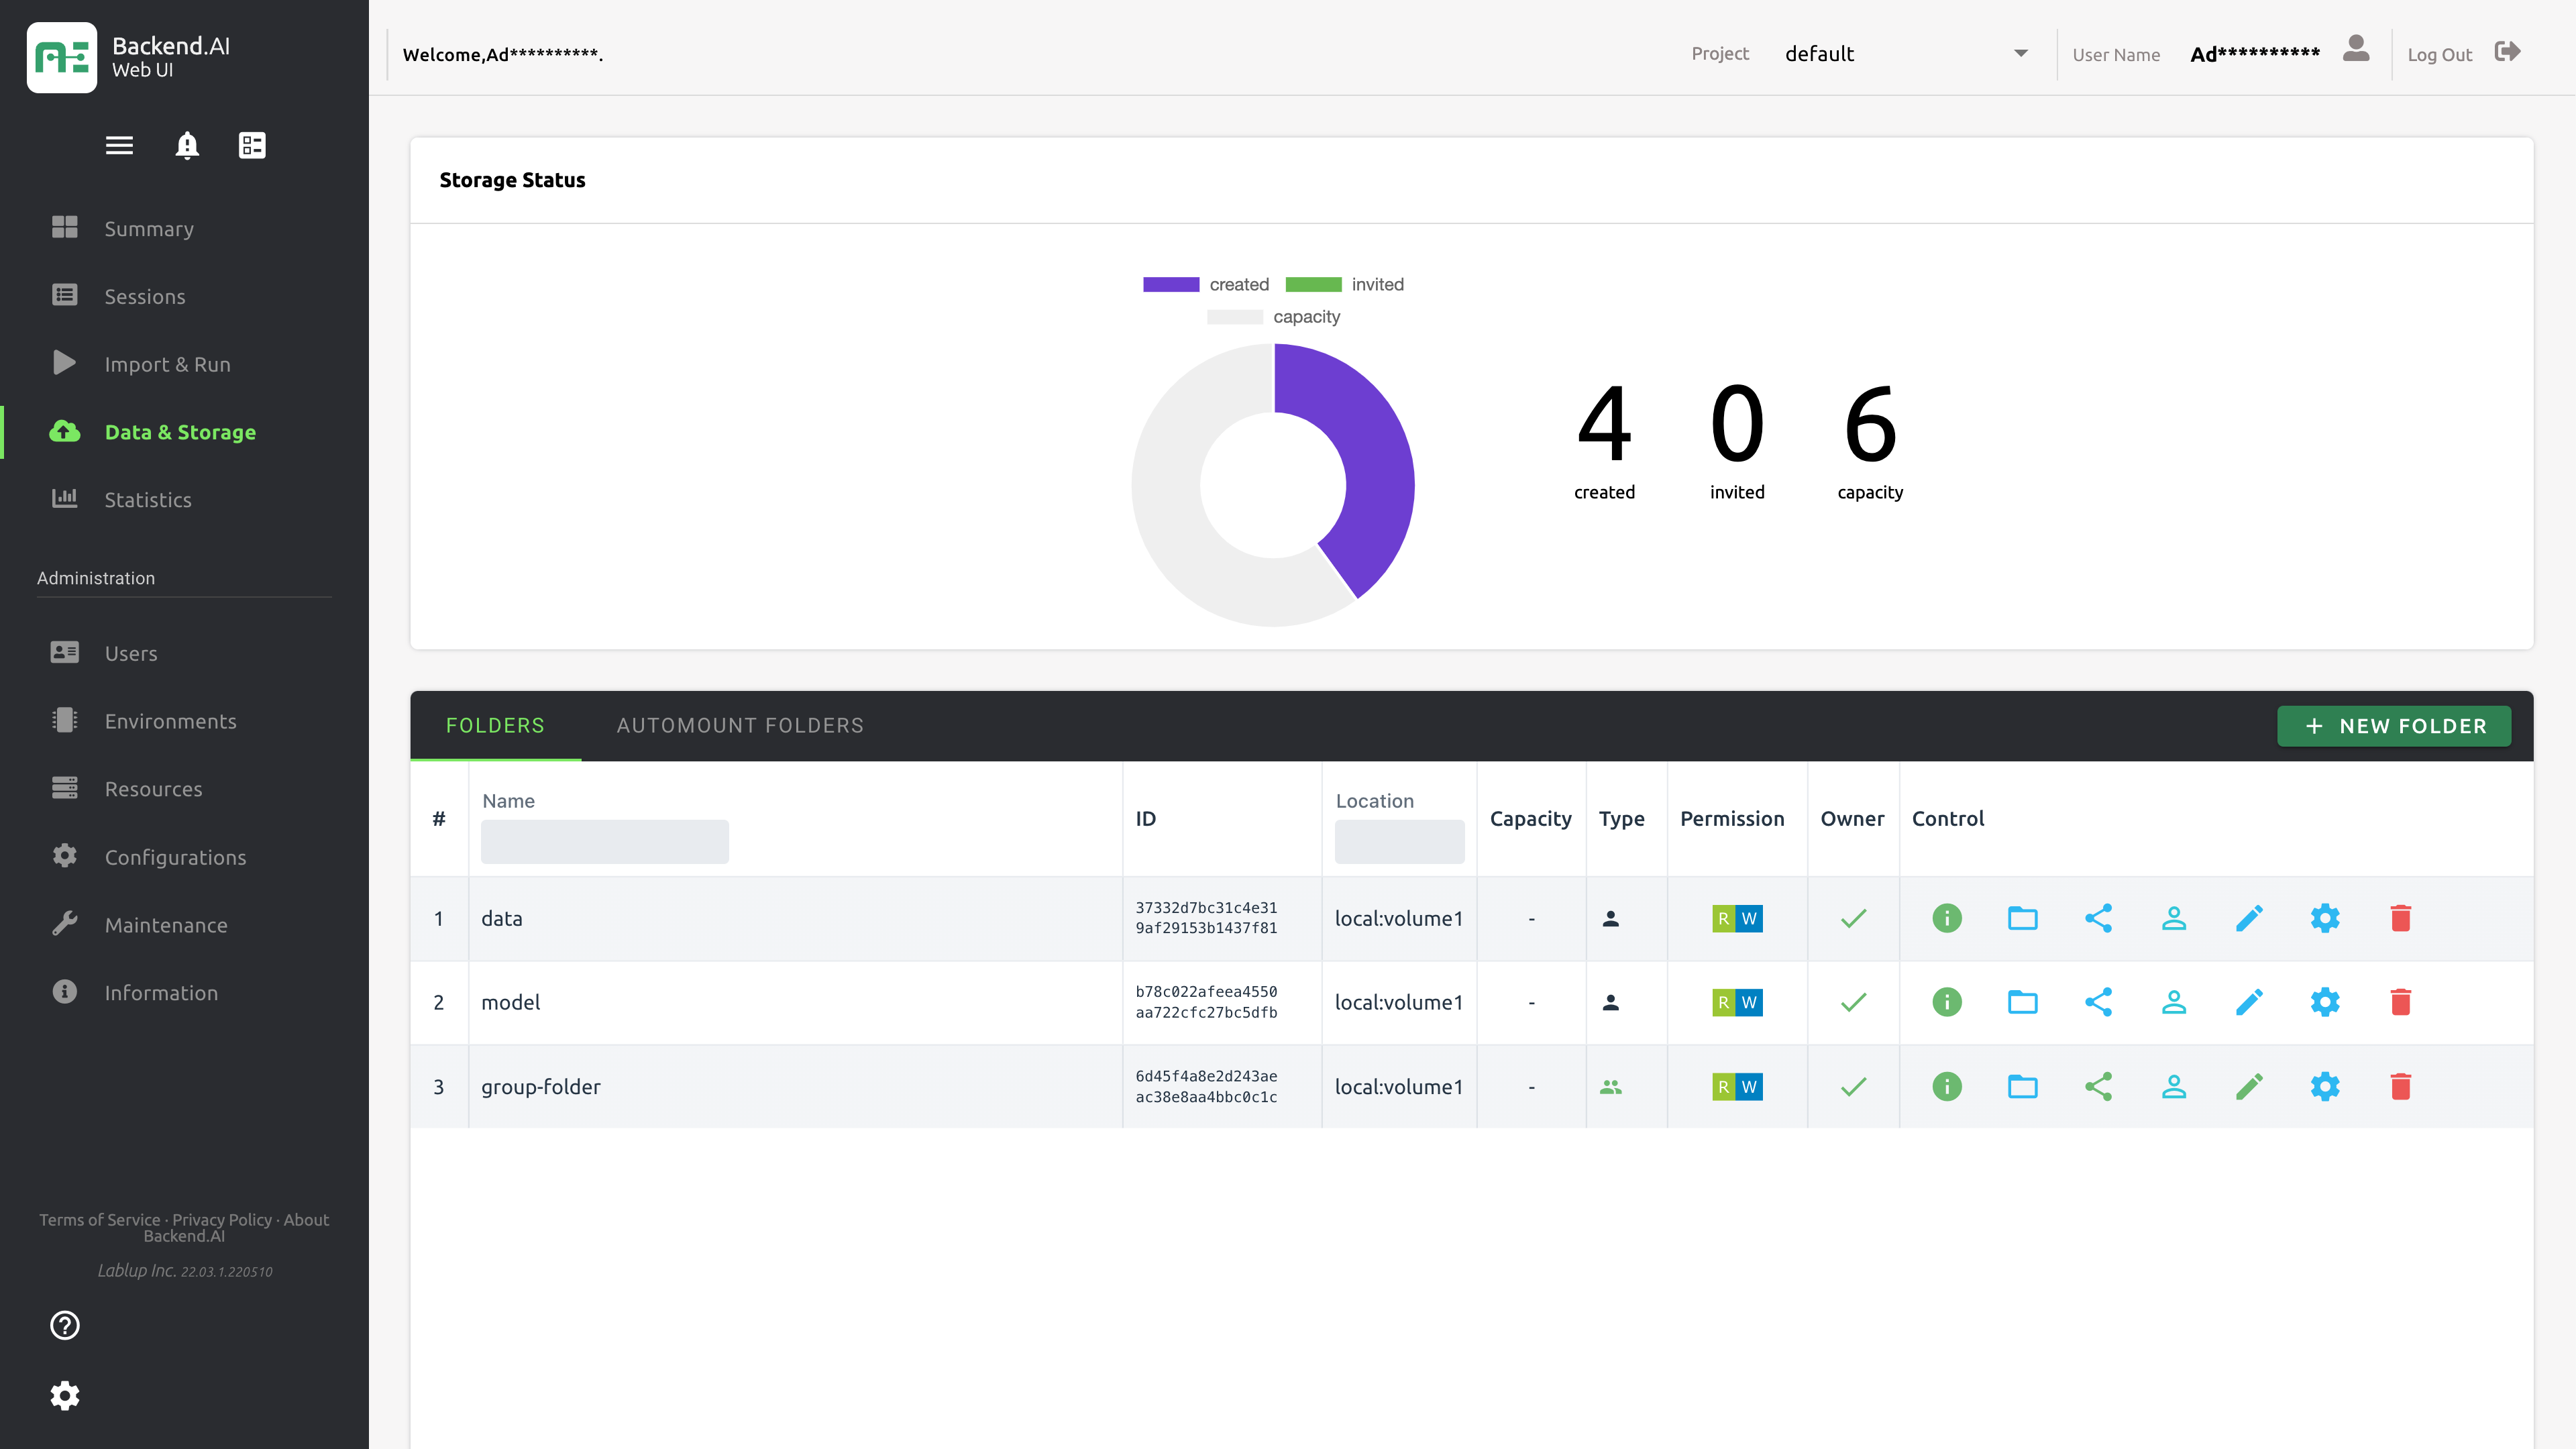 Backend.AI
Web UI
Welcome,Ad**********.
Project default
User Name Ad**********
Log Out
Summary
Sessions
Import & Run
Data & Storage
Statistics
Administration
Users
Environments
Resources
Configurations
Maintenance
Information
Terms of Service · Privacy Policy · About
Backend.AI
Lablup Inc. 22.03.1.220510
Storage Status
created invited
capacity
4 0 6
created invited capacity
FOLDERS AUTOMOUNT FOLDERS
+ NEW FOLDER
# Name ID Location Capacity Type Permission Owner Control
1 data 37332d7bc31c4e31 local:volume1 - R W
9af29153b1437f81
2 model b78c022afeea4550 local:volume1 - R W
aa722cfc27bc5dfb
3 group-folder 6d45f4a8e2d243ae local:volume1 - R W
ac38e8aa4bbc0c1c